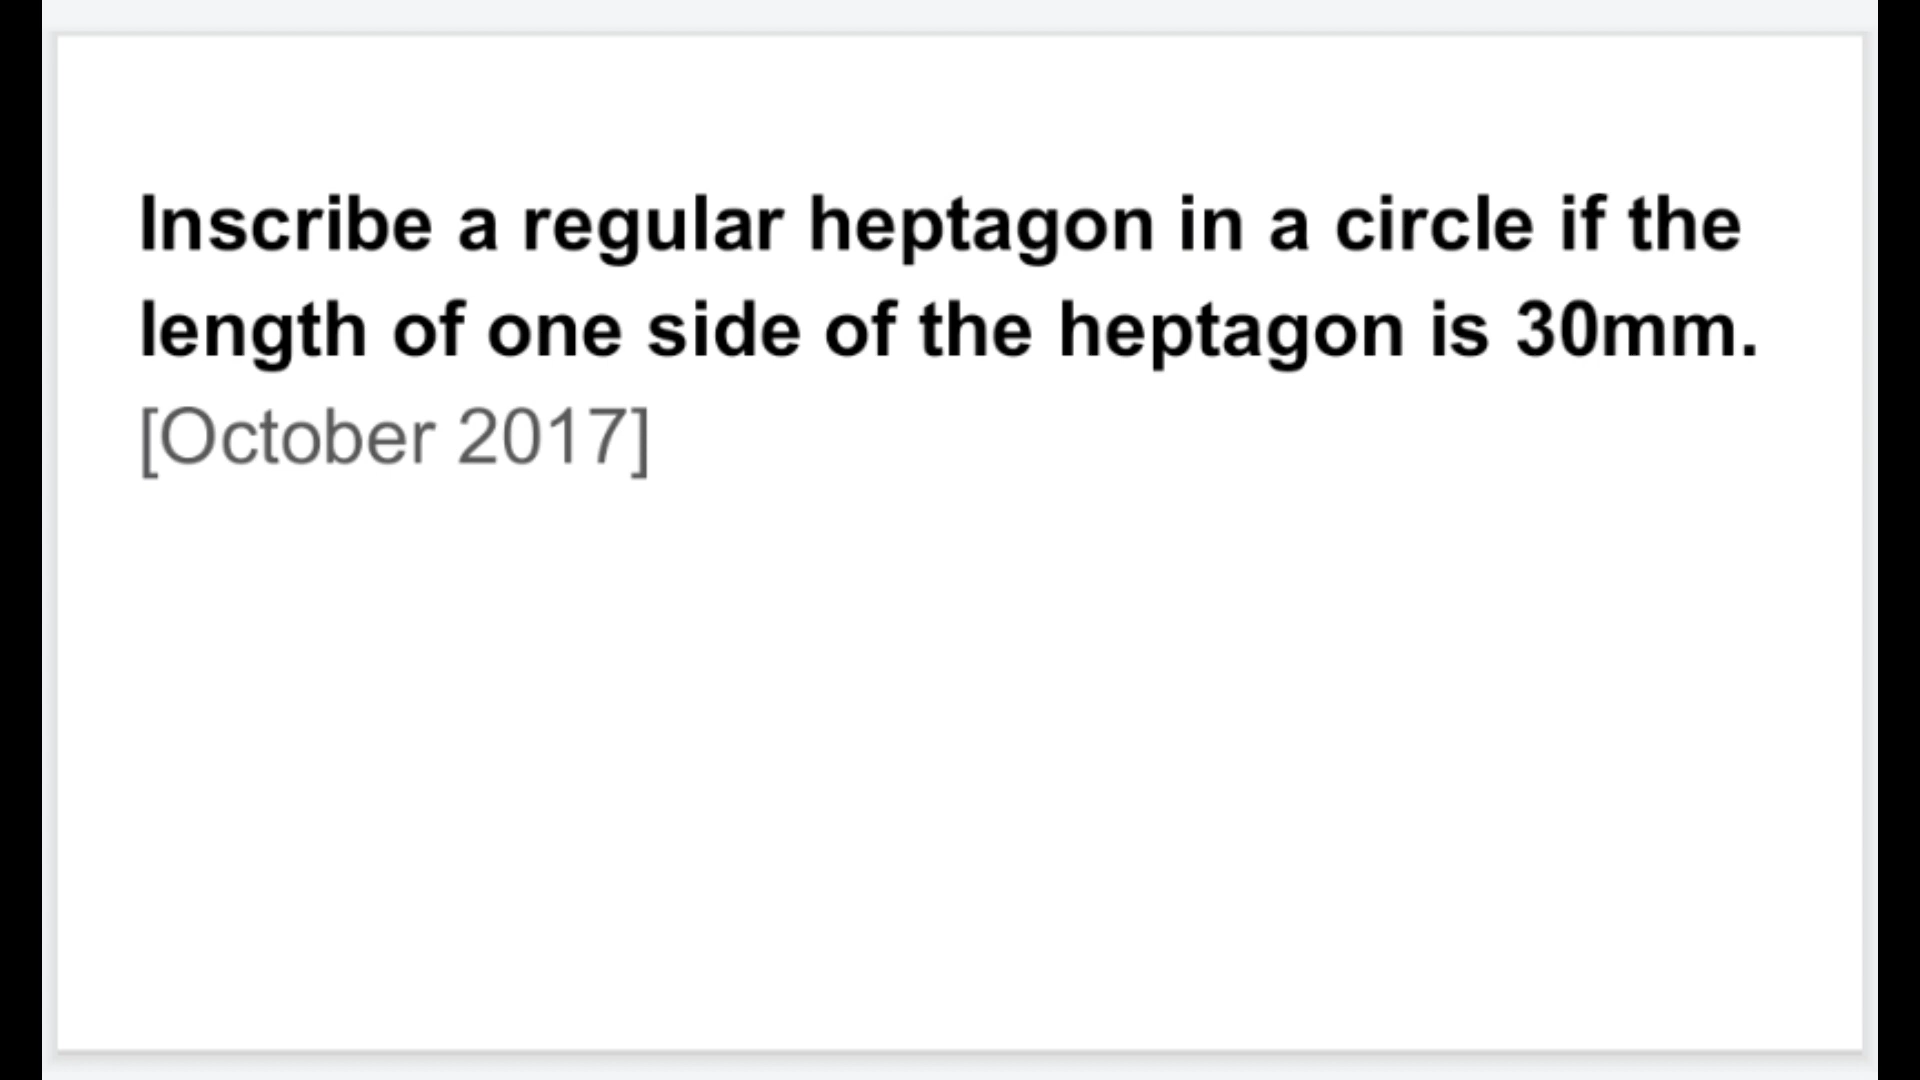 Inscribe a regular heptagon in a circle if the
length of one side of the heptagon is 30mm.
[October 2017]